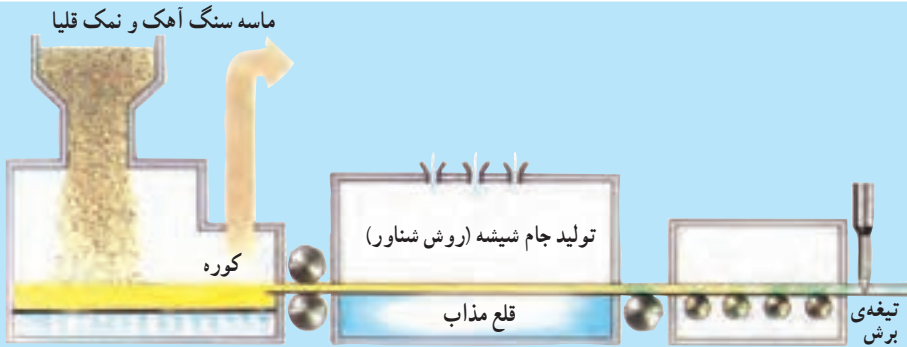 ماسه سنگ آهک و نمک قلیا
تولید جام شیشه (روش شناور)
کوره
قلع مذاب
تیغه‌ی
برش